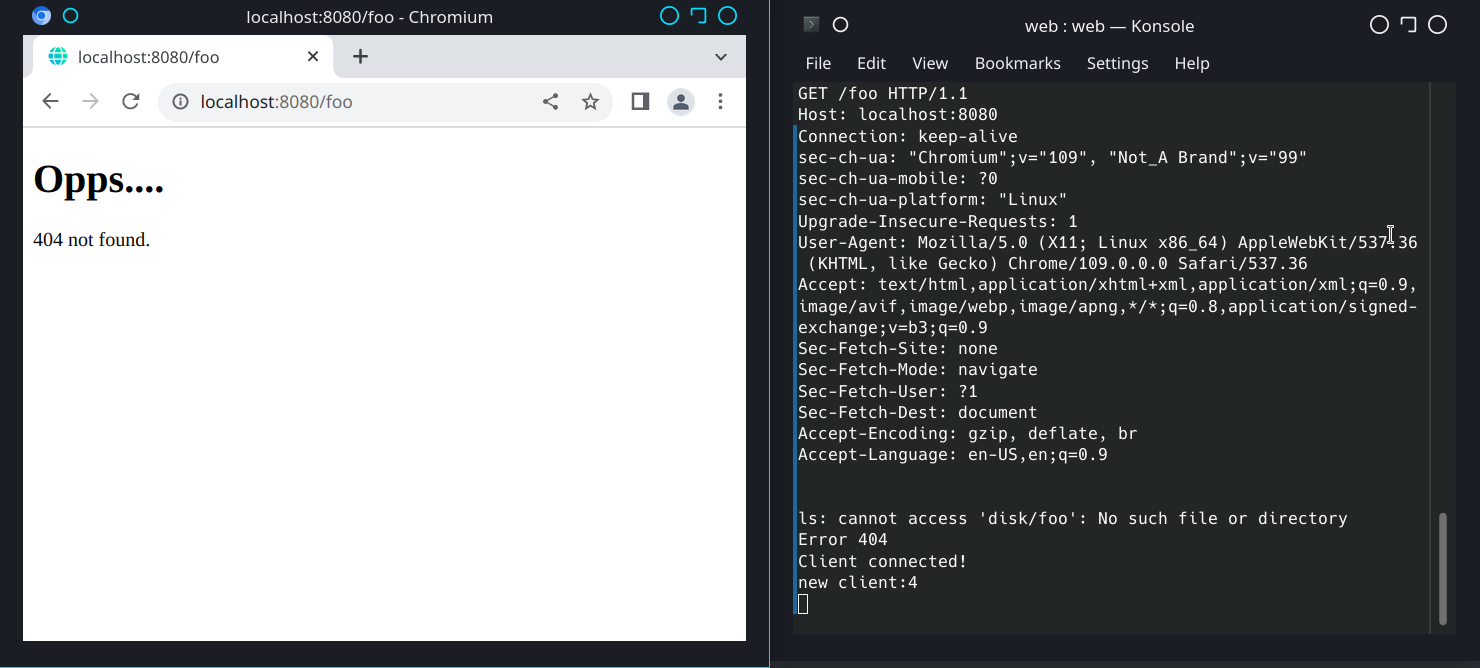 localhost:8080/foo - Chromium
localhost:8080/foo
localhost:8080/foo
Opps....
404 not found.
web : web — Konsole
File Edit View Bookmarks Settings Help
GET /foo HTTP/1.1
Host: localhost:8080
Connection: keep-alive
sec-ch-ua: "Chromium";v="109", "Not_A Brand";v="99"
sec-ch-ua-mobile: ?0
sec-ch-ua-platform: "Linux"
Upgrade-Insecure-Requests: 1
User-Agent: Mozilla/5.0 (X11; Linux x86_64) AppleWebKit/537.36
(KHTML, like Gecko) Chrome/109.0.0.0 Safari/537.36
Accept: text/html,application/xhtml+xml,application/xml;q=0.9,
image/avif,image/webp,image/apng,*/*;q=0.8,application/signed-
exchange;v=b3;q=0.9
Sec-Fetch-Site: none
Sec-Fetch-Mode: navigate
Sec-Fetch-User: ?1
Sec-Fetch-Dest: document
Accept-Encoding: gzip, deflate, br
Accept-Language: en-US,en;q=0.9
ls: cannot access 'disk/foo': No such file or directory
Error 404
Client connected!
new client:4